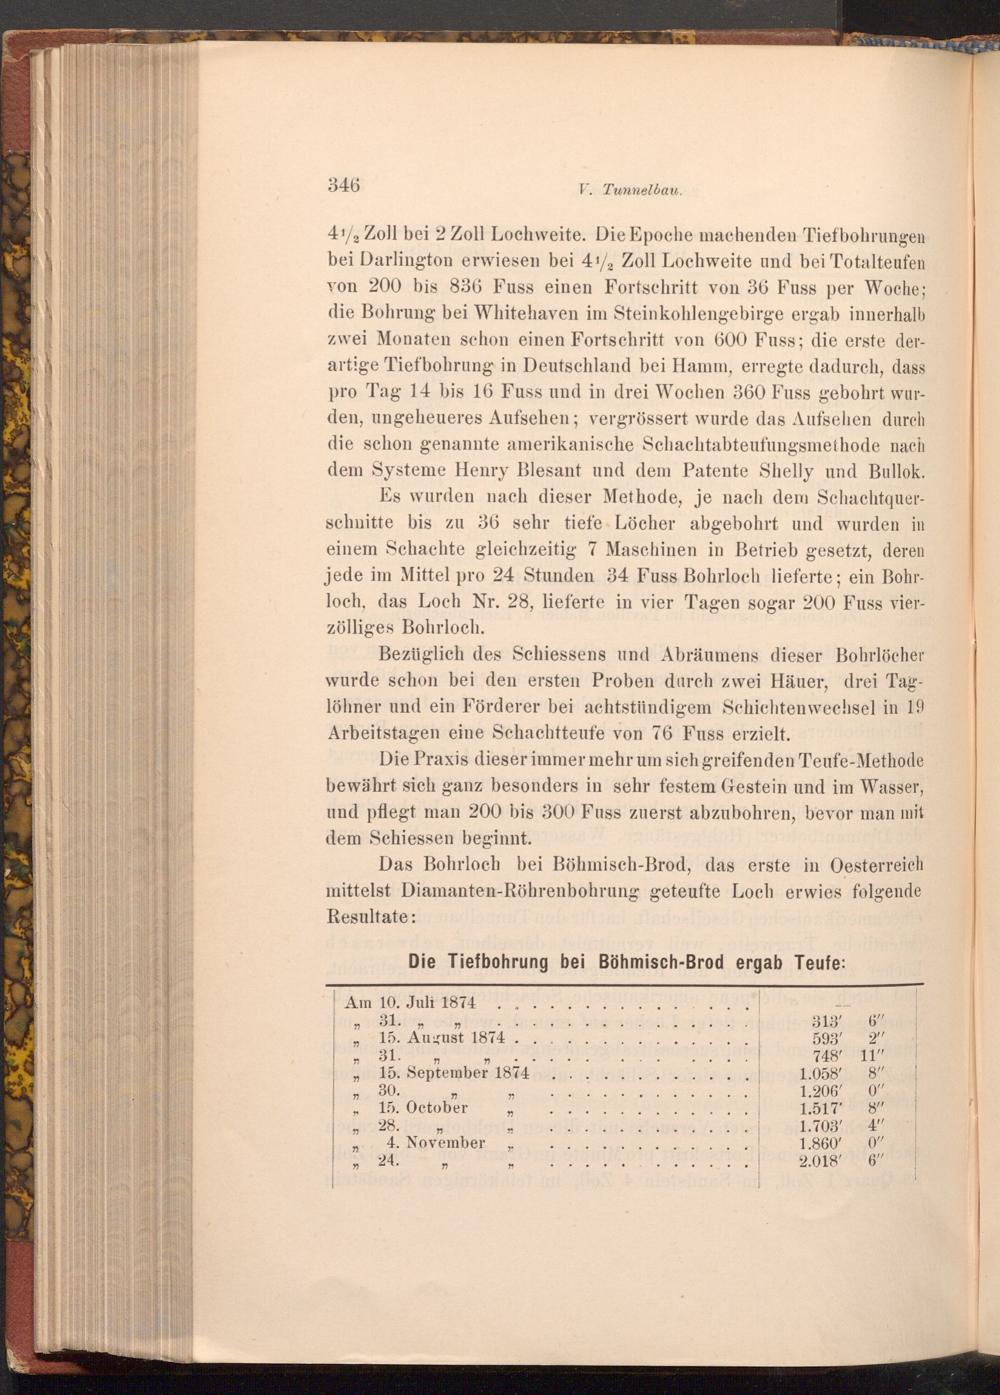 346
V. Tunnelbau.
4 1/2 Zoll bei 2 Zoll Lochweite. Die Epoche machenden Tiefbohrungen
bei Darlington erwiesen bei 4 1/2 Zoll Lochweite und bei Totalteufen
von 200 bis 836 Fuss einen Fortschritt von 36 Fuss per Woche;
die Bohrung bei Whitehaven im Steinkohlengebirge ergab innerhalb
zwei Monaten schon einen Fortschritt von 600 Fuss; die erste der-
artige Tiefbohrung in Deutschland bei Hamm, erregte dadurch, dass
pro Tag 14 bis 16 Fuss und in drei Wochen 360 Fuss gebohrt wur-
den, ungeheueres Aufsehen; vergrössert wurde das Aufsehen durch
die schon genannte amerikanische Schachtabteufungsmethode nach
dem Systeme Henry Blesant und dem Patente Shelly und Bullok.
Es wurden nach dieser Methode, je nach dem Schachtquer-
schnitte bis zu 36 sehr tiefe Löcher abgebohrt und wurden in
einem Schachte gleichzeitig 7 Maschinen in Betrieb gesetzt, deren
jede im Mittel pro 24 Stunden 34 Fuss Bohrloch lieferte; ein Bohr-
loch, das Loch Nr. 28, lieferte in vier Tagen sogar 200 Fuss vier-
zölliges Bohrloch.
Bezüglich des Schiessens und Abräumens dieser Bohrlöcher
wurde schon bei den ersten Proben durch zwei Häuer, drei Tag-
löhner und ein Förderer bei achtstündigem Schichtenwechsel in 19
Arbeitstagen eine Schachtteufe von 76 Fuss erzielt.
Die Praxis dieser immer mehr um sich greifenden Teufe-Methode
bewährt sich ganz besonders in sehr festem Gestein und im Wasser,
und pflegt man 200 bis 300 Fuss zuerst abzubohren, bevor man mit
dem Schiessen beginnt.
Das Bohrloch bei Böhmisch-Brod, das erste in Oesterreich
mittelst Diamanten-Röhrenbohrung geteufte Loch erwies folgende
Resultate:
Die Tiefbohrung bei Böhmisch-Brod ergab Teufe:
Am 10. Juli 1874 . . . . . . . . . . . . . —
„ 31. „ „ . . . . . . . . . . . . . 313′ 6″
„ 15. August 1874 . . . . . . . . . . . . 593′ 2″
„ 31. „ „ . . . . . . . . . . . . 748′ 11″
„ 15. September 1874 . . . . . . . . . . . 1.058′ 8″
„ 30. „ „ . . . . . . . . . . . 1.206′ 0″
„ 15. October „ . . . . . . . . . . . 1.517′ 8″
„ 28. „ „ . . . . . . . . . . . 1.703′ 4″
„ 4. November „ . . . . . . . . . . . 1.860′ 0″
„ 24. „ „ . . . . . . . . . . . 2.018′ 6″